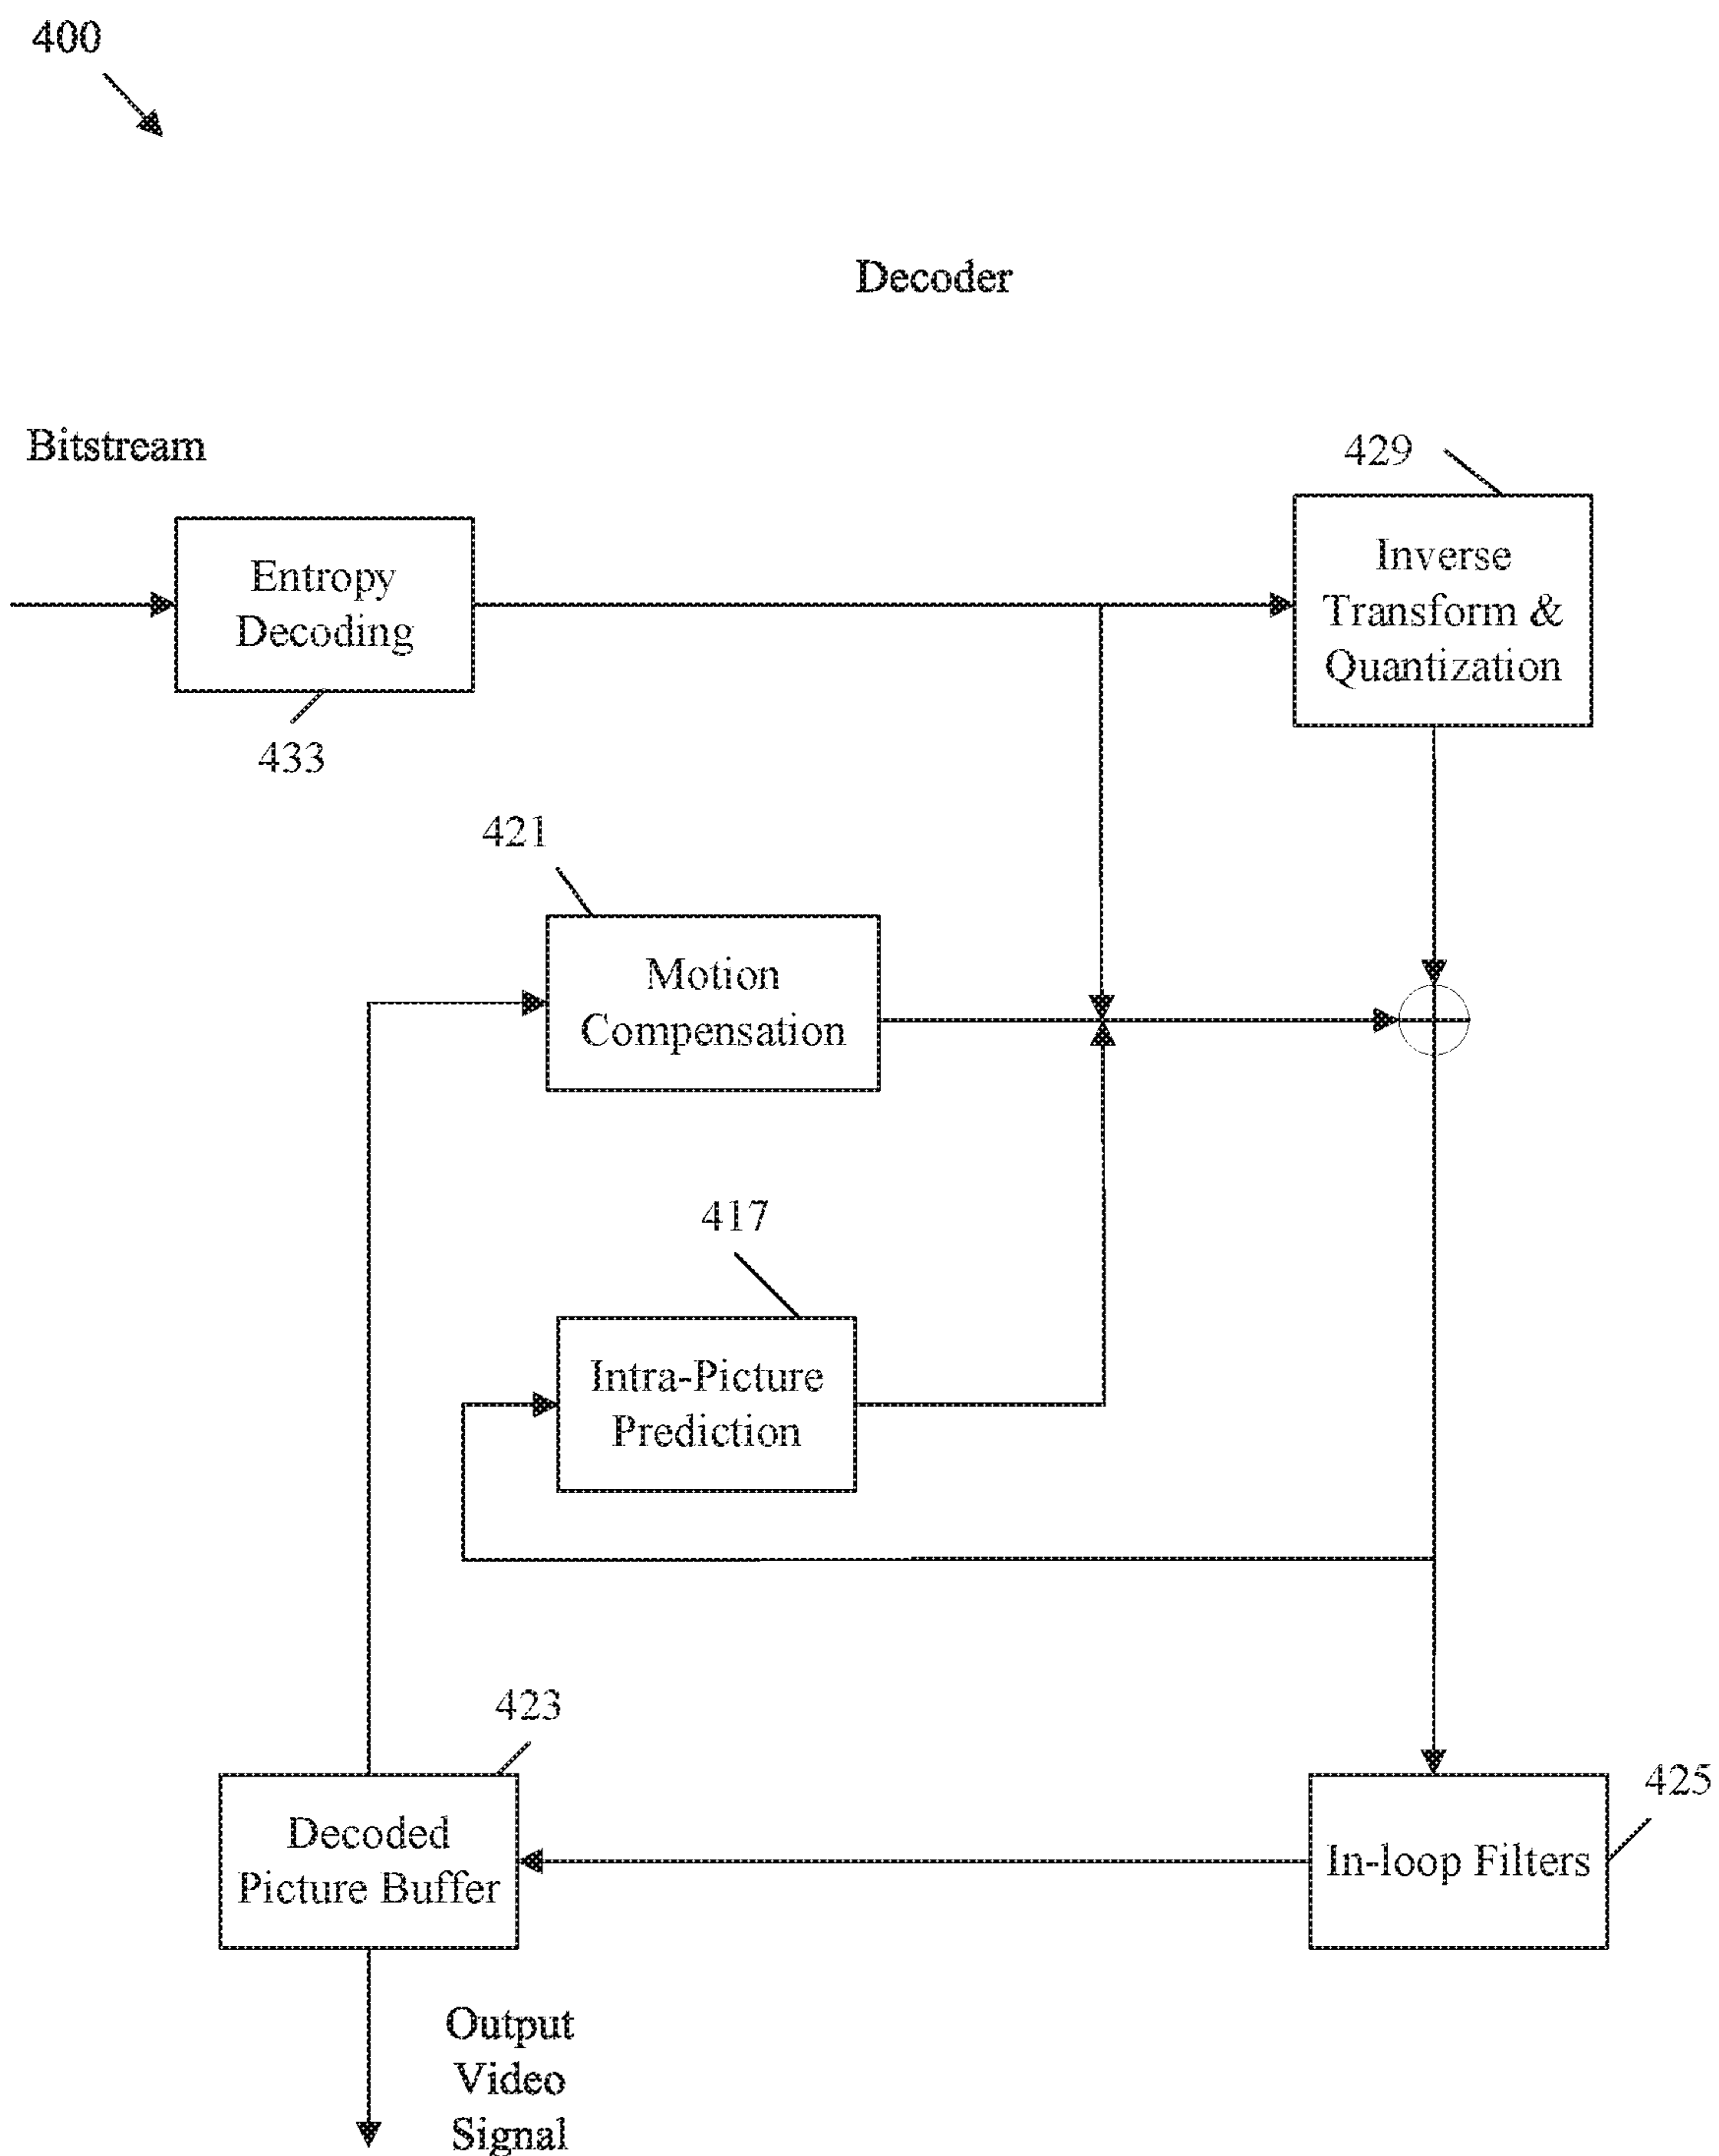 400
Decoder
Bitstream
429
Entropy
Decoding
Inverse
Transform &
Quantization
433
421
Motion
Compensation
417
Intra-Picture
Prediction
423
Decoded
Picture Buffer
425
In-loop Filters
Output
Video
Signal